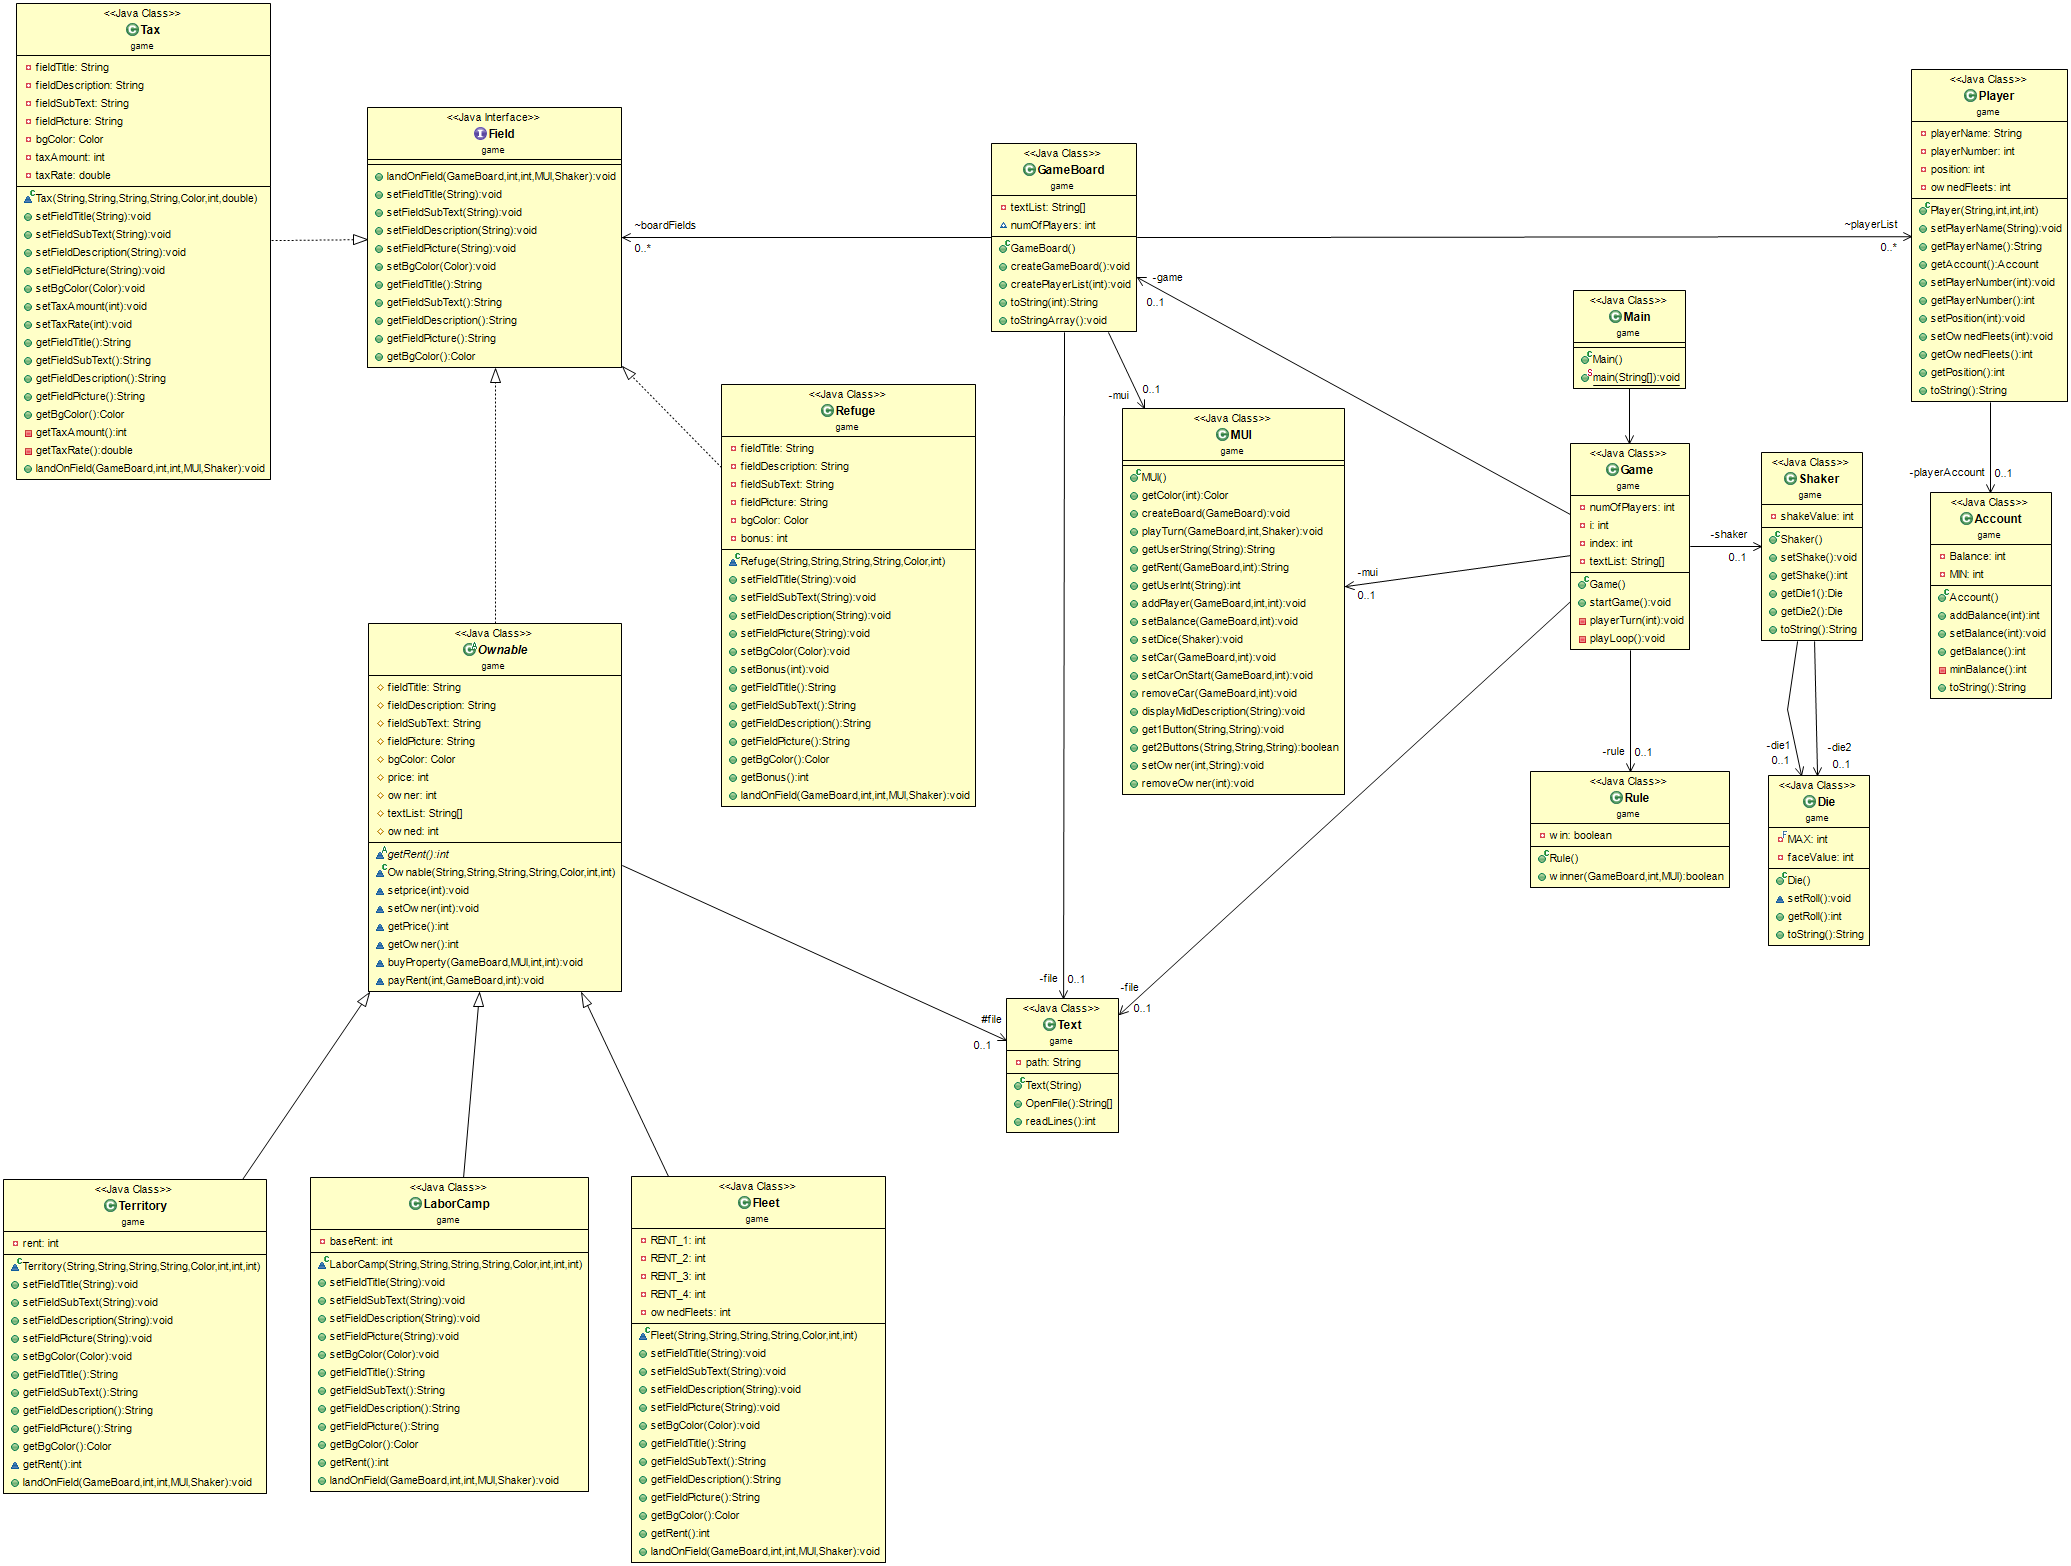 <<Java Class>>
Tax
game
fieldTitle: String
fieldDescription: String
fieldSubText: String
fieldPicture: String
bgColor: Color
taxAmount: int
taxRate: double
Tax(String,String,String,String,Color,int,double)
setFieldTitle(String):void
setFieldSubText(String):void
setFieldDescription(String):void
setFieldPicture(String):void
setBgColor(Color):void
setTaxAmount(int):void
setTaxRate(int):void
getFieldTitle():String
getFieldSubText():String
getFieldDescription():String
getFieldPicture():String
getBgColor():Color
getTaxAmount():int
getTaxRate():double
landOnField(GameBoard,int,int,MUI,Shaker):void
<<Java Interface>>
Field
game
landOnField(GameBoard,int,int,MUI,Shaker):void
setFieldTitle(String):void
setFieldSubText(String):void
setFieldDescription(String):void
setFieldPicture(String):void
setBgColor(Color):void
getFieldTitle():String
getFieldSubText():String
getFieldDescription():String
getFieldPicture():String
getBgColor():Color
~boardFields
0..*
<<Java Class>>
GameBoard
game
textList: String[]
numOfPlayers: int
GameBoard()
createGameBoard():void
createPlayerList(int):void
toString(int):String
toStringArray():void
~playerList
0..*
-game
0..1
<<Java Class>>
Player
game
playerName: String
playerNumber: int
position: int
ownedFleets: int
Player(String,int,int,int)
setPlayerName(String):void
getPlayerName():String
getAccount():Account
setPlayerNumber(int):void
getPlayerNumber():int
setPosition(int):void
setOwnedFleets(int):void
getOwnedFleets():int
getPosition():int
toString():String
<<Java Class>>
Main
game
Main()
main(String[]):void
<<Java Class>>
Refuge
game
fieldTitle: String
fieldDescription: String
fieldSubText: String
fieldPicture: String
bgColor: Color
bonus: int
Refuge(String,String,String,String,Color,int)
setFieldTitle(String):void
setFieldSubText(String):void
setFieldDescription(String):void
setFieldPicture(String):void
setBgColor(Color):void
setBonus(int):void
getFieldTitle():String
getFieldSubText():String
getFieldDescription():String
getFieldPicture():String
getBgColor():Color
getBonus():int
landOnField(GameBoard,int,int,MUI,Shaker):void
-mui
0..1
<<Java Class>>
MUI
game
MUI()
getColor(int):Color
createBoard(GameBoard):void
playTurn(GameBoard,int,Shaker):void
getUserString(String):String
getRent(GameBoard,int):String
getUserInt(String):int
addPlayer(GameBoard,int,int):void
setBalance(GameBoard,int):void
setDice(Shaker):void
setCar(GameBoard,int):void
setCarOnStart(GameBoard,int):void
removeCar(GameBoard,int):void
displayMidDescription(String):void
get1Button(String,String):void
get2Buttons(String,String,String):boolean
setOwner(int,String):void
removeOwner(int):void
-mui
0..1
<<Java Class>>
Game
game
numOfPlayers: int
i: int
index: int
textList: String[]
Game()
startGame():void
playerTurn(int):void
playLoop():void
-shaker
0..1
<<Java Class>>
Shaker
game
shakeValue: int
Shaker()
setShake():void
getShake():int
getDie1():Die
getDie2():Die
toString():String
-playerAccount
0..1
<<Java Class>>
Account
game
Balance: int
MIN: int
Account()
addBalance(int):int
setBalance(int):void
getBalance():int
minBalance():int
toString():String
<<Java Class>>
Ownable
game
fieldTitle: String
fieldDescription: String
fieldSubText: String
fieldPicture: String
bgColor: Color
price: int
owner: int
textList: String[]
owned: int
getRent():int
Ownable(String,String,String,String,Color,int,int)
setprice(int):void
setOwner(int):void
getPrice():int
getOwner():int
buyProperty(GameBoard,MUI,int,int):void
payRent(int,GameBoard,int):void
-rule
0..1
<<Java Class>>
Rule
game
win: boolean
Rule()
winner(GameBoard,int,MUI):boolean
-die1
0..1
-die2
0..1
<<Java Class>>
Die
game
MAX: int
faceValue: int
Die()
setRoll():void
getRoll():int
toString():String
-file
0..1
-file
0..1
#file
0..1
<<Java Class>>
Text
game
path: String
Text(String)
OpenFile():String[]
readLines():int
<<Java Class>>
Territory
game
rent: int
Territory(String,String,String,String,Color,int,int,int)
setFieldTitle(String):void
setFieldSubText(String):void
setFieldDescription(String):void
setFieldPicture(String):void
setBgColor(Color):void
getFieldTitle():String
getFieldSubText():String
getFieldDescription():String
getFieldPicture():String
getBgColor():Color
getRent():int
landOnField(GameBoard,int,int,MUI,Shaker):void
<<Java Class>>
LaborCamp
game
baseRent: int
LaborCamp(String,String,String,String,Color,int,int,int)
setFieldTitle(String):void
setFieldSubText(String):void
setFieldDescription(String):void
setFieldPicture(String):void
setBgColor(Color):void
getFieldTitle():String
getFieldSubText():String
getFieldDescription():String
getFieldPicture():String
getBgColor():Color
getRent():int
landOnField(GameBoard,int,int,MUI,Shaker):void
<<Java Class>>
Fleet
game
RENT_1: int
RENT_2: int
RENT_3: int
RENT_4: int
ownedFleets: int
Fleet(String,String,String,String,Color,int,int)
setFieldTitle(String):void
setFieldSubText(String):void
setFieldDescription(String):void
setFieldPicture(String):void
setBgColor(Color):void
getFieldTitle():String
getFieldSubText():String
getFieldDescription():String
getFieldPicture():String
getBgColor():Color
getRent():int
landOnField(GameBoard,int,int,MUI,Shaker):void